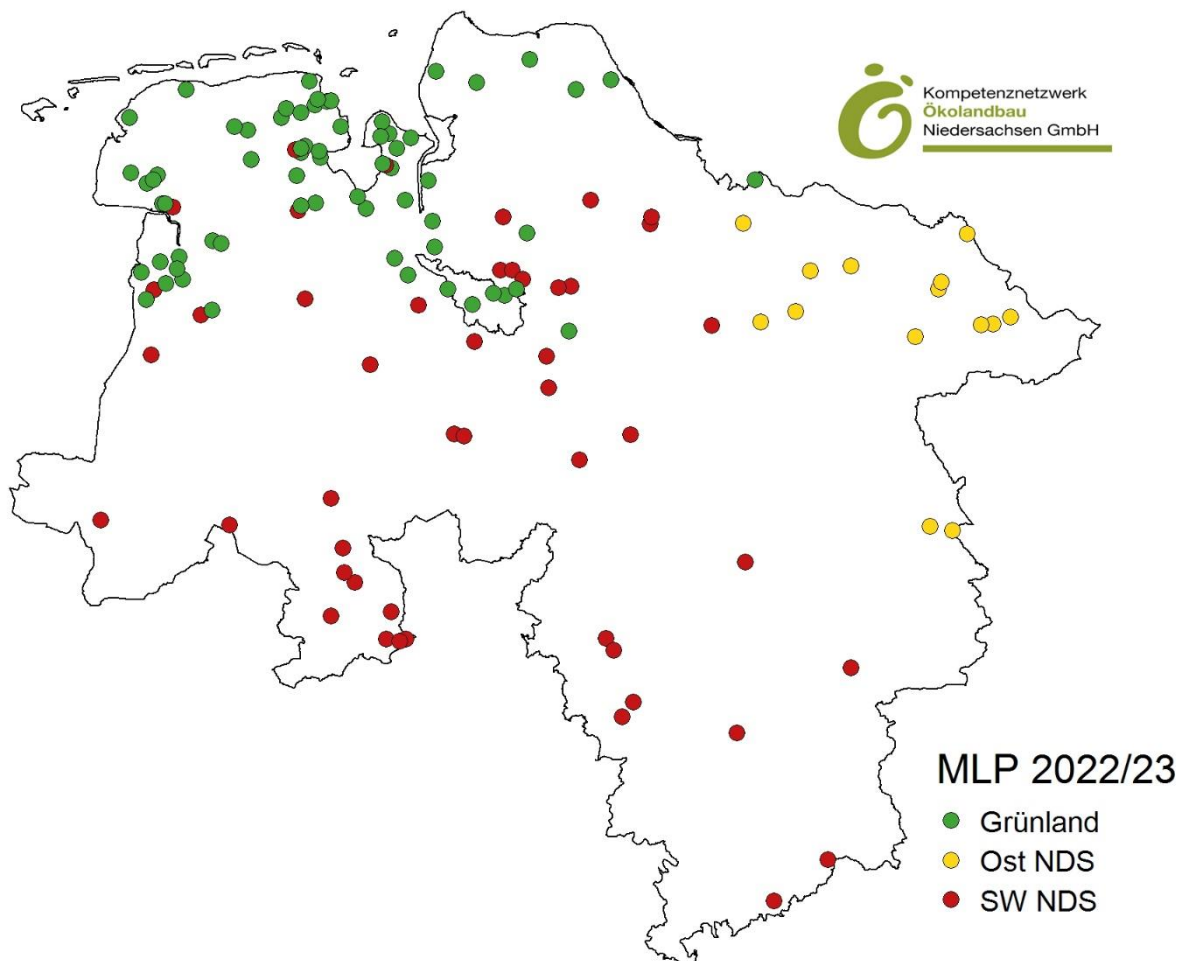 Kompetenznetzwerk
Ökolandbau
Niedersachsen GmbH
MLP 2022/23
Grünland
Ost NDS
SW NDS